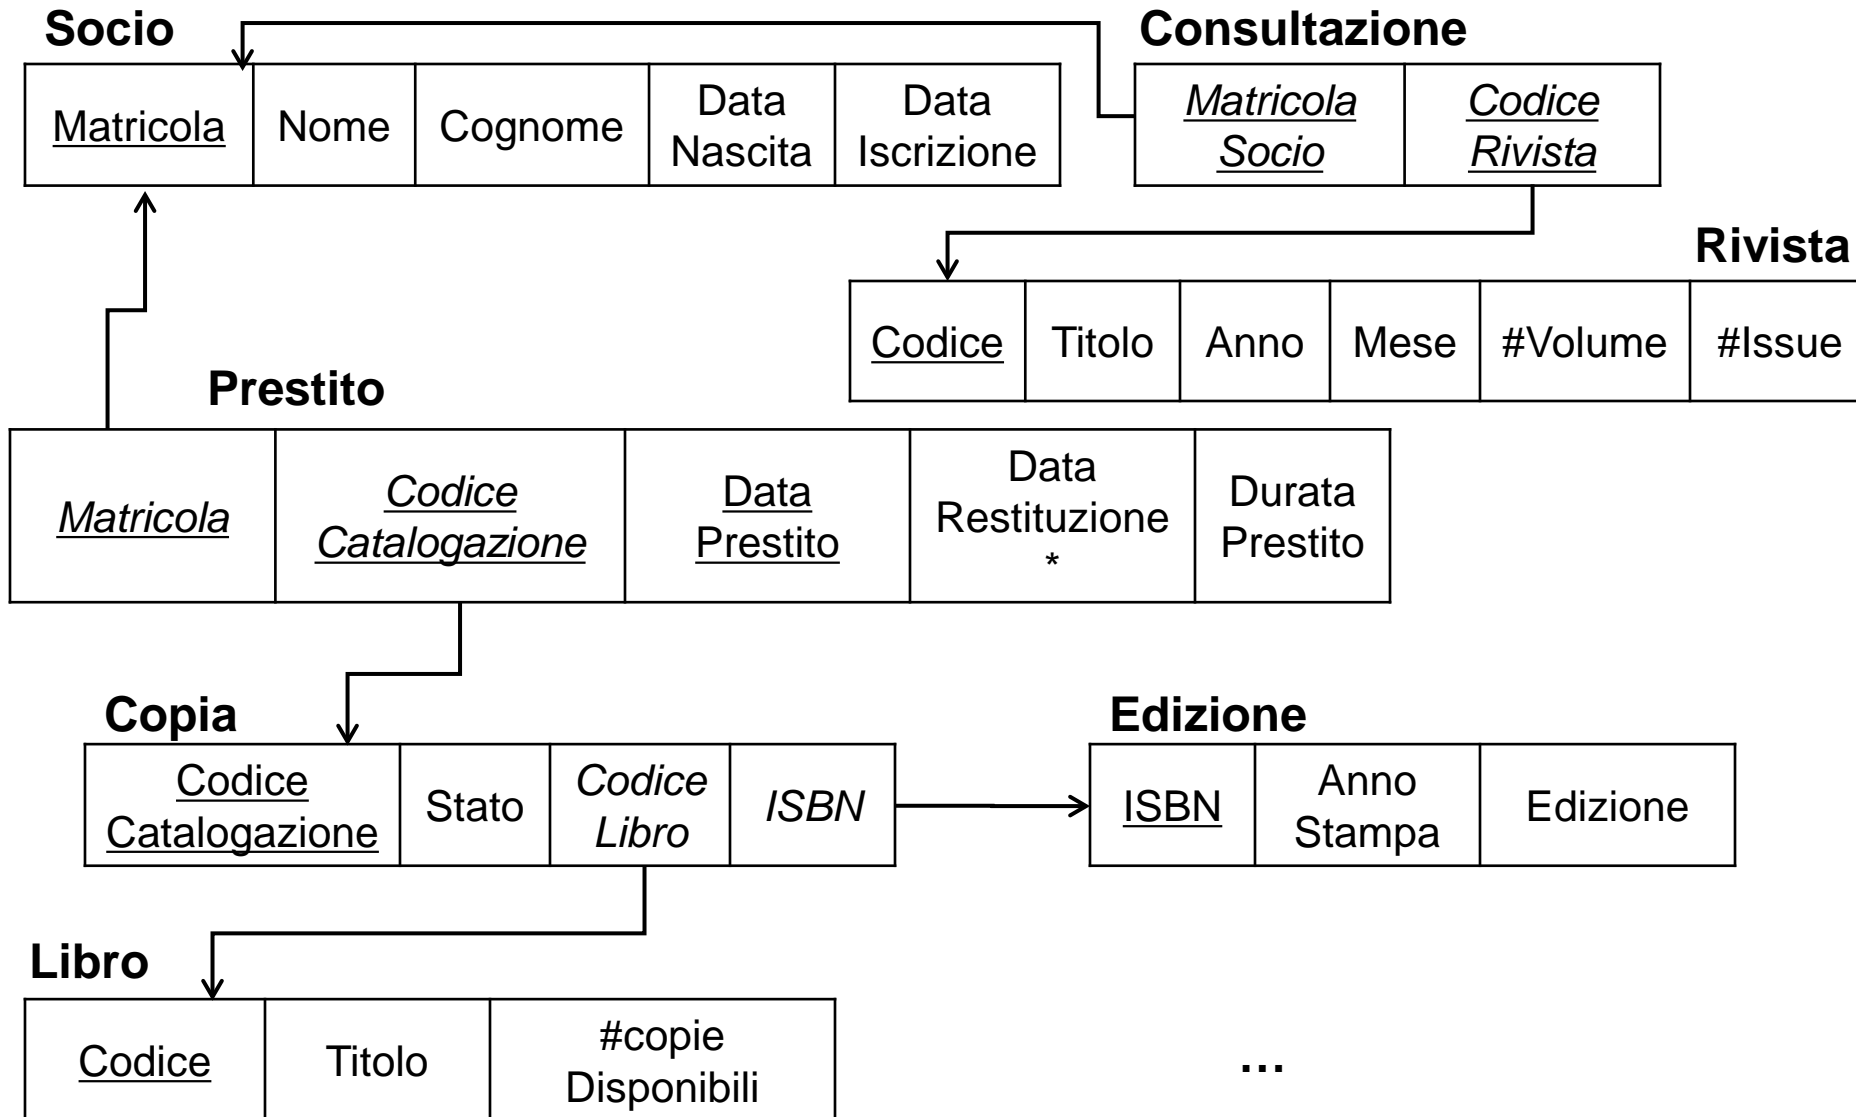 Socio
Consultazione
Matricola
Nome
Cognome
Data
Nascita
Data
Iscrizione
Matricola
Socio
Codice
Rivista
Rivista
Codice
Titolo
Anno
Mese
#Volume
#Issue
Prestito
Matricola
Codice
Catalogazione
Data
Prestito
Data
Restituzione
*
Durata
Prestito
Copia
Edizione
Codice
Catalogazione
Stato
Codice
Libro
ISBN
ISBN
Anno
Stampa
Edizione
Libro
Codice
Titolo
#copie
Disponibili
...